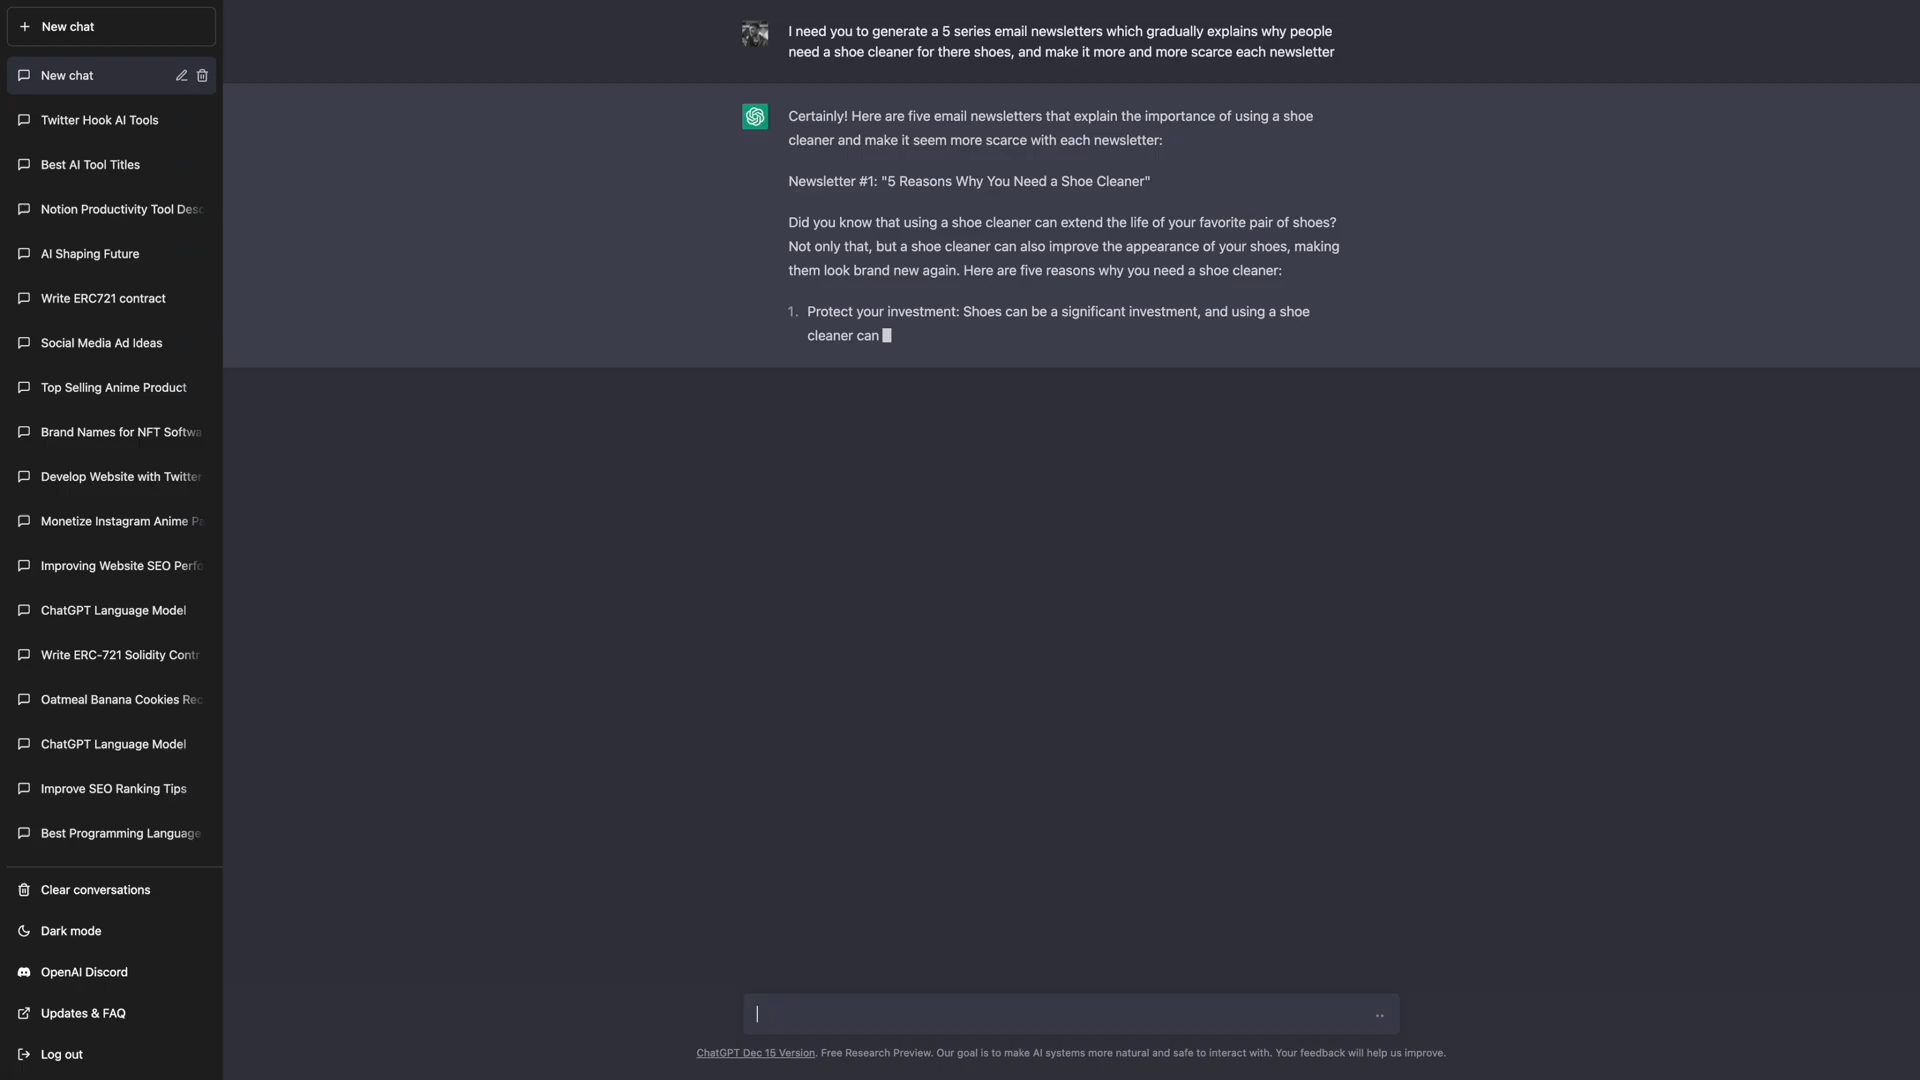 New chat
New chat
Twitter Hook AI Tools
Best AI Tool Titles
Notion Productivity Tool Desc
AI Shaping Future
Write ERC721 contract
Social Media Ad Ideas
Top Selling Anime Product
Brand Names for NFT Softwa
Develop Website with Twitter
Monetize Instagram Anime Pa
Improving Website SEO Perfo
ChatGPT Language Model
Write ERC-721 Solidity Contr
Oatmeal Banana Cookies Rec
ChatGPT Language Model
Improve SEO Ranking Tips
Best Programming Language
Clear conversations
Dark mode
OpenAI Discord
Updates & FAQ
Log out
I need you to generate a 5 series email newsletters which gradually explains why people
need a shoe cleaner for there shoes, and make it more and more scarce each newsletter
Certainly! Here are five email newsletters that explain the importance of using a shoe
cleaner and make it seem more scarce with each newsletter:
Newsletter #1: "5 Reasons Why You Need a Shoe Cleaner"
Did you know that using a shoe cleaner can extend the life of your favorite pair of shoes?
Not only that, but a shoe cleaner can also improve the appearance of your shoes, making
them look brand new again. Here are five reasons why you need a shoe cleaner:
1. Protect your investment: Shoes can be a significant investment, and using a shoe
cleaner can
ChatGPT Dec 15 Version. Free Research Preview. Our goal is to make AI systems more natural and safe to interact with. Your feedback will help us improve.